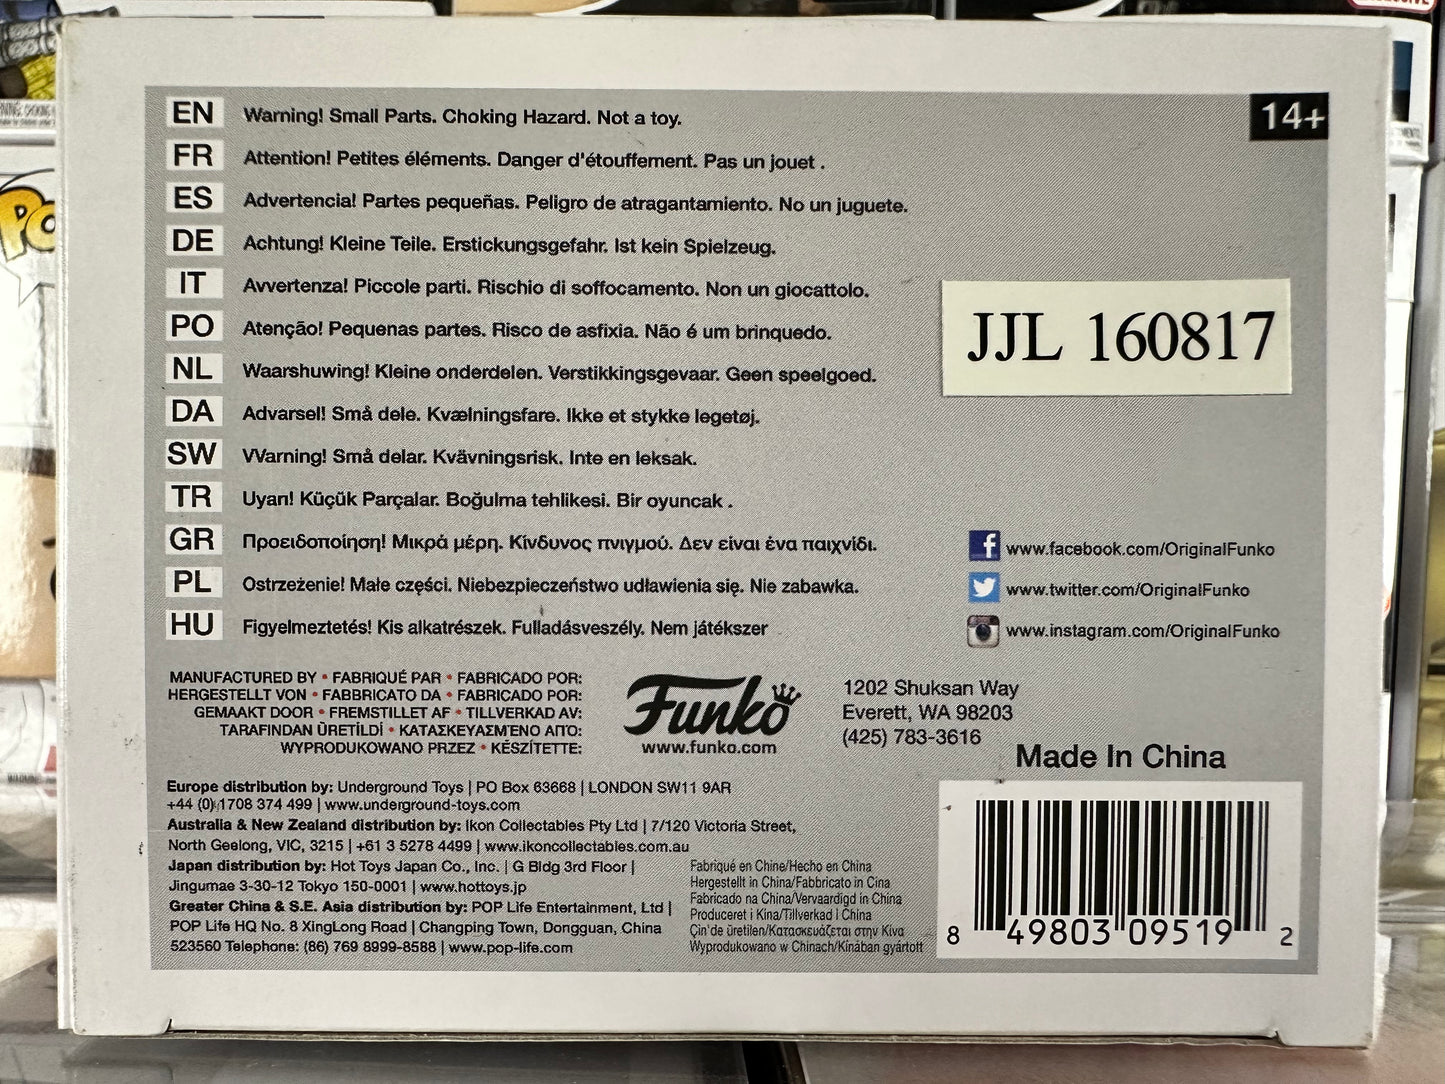 EN Warning! Small Parts. Choking Hazard. Not a toy.
14+
FR Attention! Petites éléments. Danger d'étouffement. Pas un jouet .
ES Advertencia! Partes pequeñas. Peligro de atragantamiento. No un juguete.
DE Achtung! Kleine Teile. Erstickungsgefahr. Ist kein Spielzeug.
IT Avvertenza! Piccole parti. Rischio di soffocamento. Non un giocattolo.
PO Atenção! Pequenas partes. Risco de asfixia. Não é um brinquedo.
NL Waarshuwing! Kleine onderdelen. Verstikkingsgevaar. Geen speelgoed.
DA Advarsel! Små dele. Kvælningsfare. Ikke et stykke legetøj.
SW VVarning! Små delar. Kvävningsrisk. Inte en leksak.
TR Uyarı! Küçük Parçalar. Boğulma tehlikesi. Bir oyuncak .
GR Προειδοποίηση! Μικρά μέρη. Κίνδυνος πνιγμού. Δεν είναι ένα παιχνίδι.
PL Ostrzeżenie! Małe części. Niebezpieczeństwo udławienia się. Nie zabawka.
HU Figyelmeztetés! Kis alkatrészek. Fulladásveszély. Nem játékszer
JJL 160817
www.facebook.com/OriginalFunko
www.twitter.com/OriginalFunko
www.instagram.com/OriginalFunko
MANUFACTURED BY • FABRIQUÉ PAR • FABRICADO POR:
HERGESTELLT VON • FABBRICATO DA • FABRICADO POR:
GEMAAKT DOOR • FREMSTILLET AF • TILLVERKAD AV:
TARAFINDAN ÜRETİLDİ • ΚΑΤΑΣΚΕΥΑΣΜΈΝΟ ΑΠΌ:
WYPRODUKOWANO PRZEZ • KÉSZÍTETTE:
Funko
www.funko.com
1202 Shuksan Way
Everett, WA 98203
(425) 783-3616
Made In China
Europe distribution by: Underground Toys | PO Box 63668 | LONDON SW11 9AR
+44 (0) 1708 374 499 | www.underground-toys.com
Australia & New Zealand distribution by: Ikon Collectables Pty Ltd | 7/120 Victoria Street,
North Geelong, VIC, 3215 | +61 3 5278 4499 | www.ikoncollectables.com.au
Japan distribution by: Hot Toys Japan Co., Inc. | G Bldg 3rd Floor |
Jingumae 3-30-12 Tokyo 150-0001 | www.hottoys.jp
Greater China & S.E. Asia distribution by: POP Life Entertainment, Ltd |
POP Life HQ No. 8 XingLong Road | Changping Town, Dongguan, China
523560 Telephone: (86) 769 8999-8588 | www.pop-life.com
Fabriqué en Chine/Hecho en China
Hergestellt in China/Fabbricato in Cina
Fabricado na China/Vervaardigd in China
Produceret i Kina/Tillverkad i China
Çin'de üretilen/Κατασκευάζεται στην Κίνα
Wyprodukowano w Chinach/Kínában gyártott
8 49803 09519 2